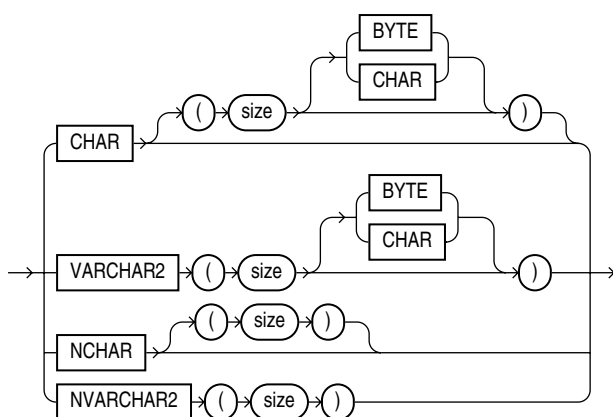 BYTE
CHAR
CHAR ( size )
BYTE
CHAR
VARCHAR2 ( size )
( size )
NCHAR
NVARCHAR2 ( size )